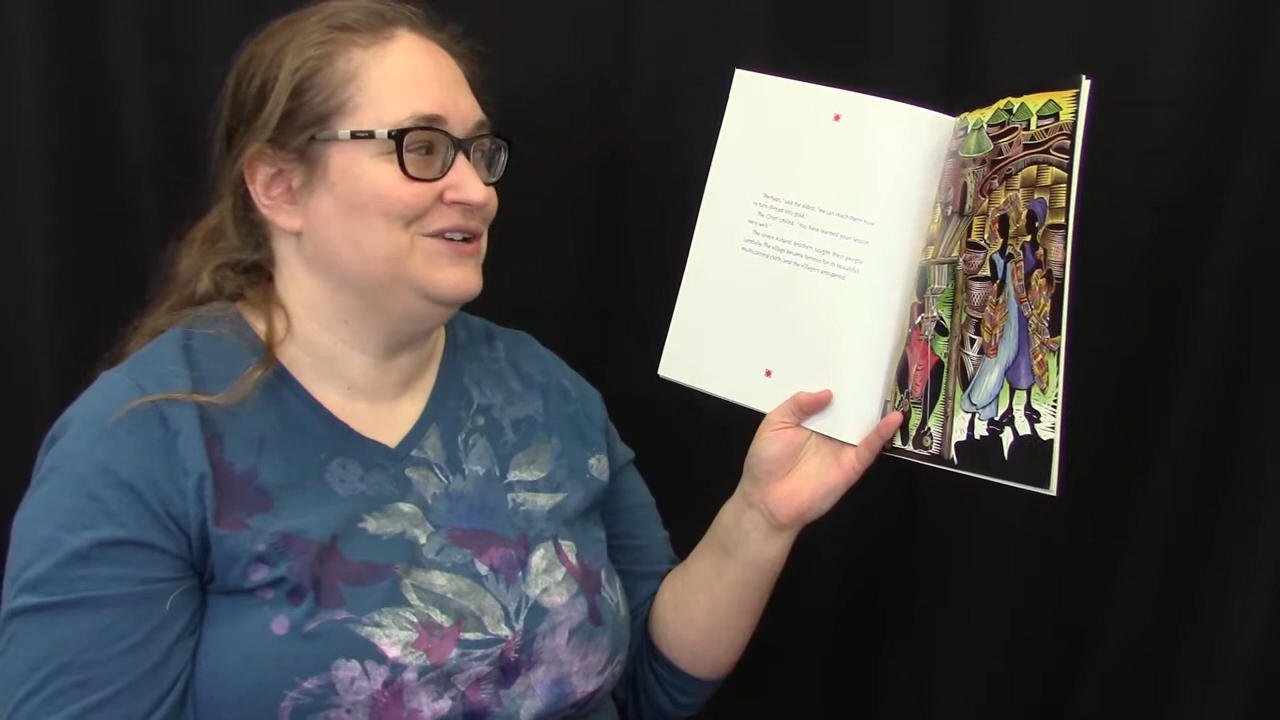 "Perhaps," said the eldest, "we can teach them how
to turn thread into gold."
The Chief smiled. "You have learned your lesson
very well."
The seven Ashanti brothers taught their people
carefully. The village became famous for its beautiful,
multicolored cloth, and the villagers prospered.